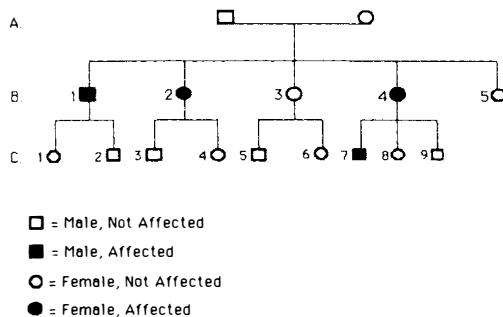 A.
B. 1 2 3 4 5
C. 1 2 3 4 5 6 7 8 9
= Male, Not Affected
= Male, Affected
= Female, Not Affected
= Female, Affected